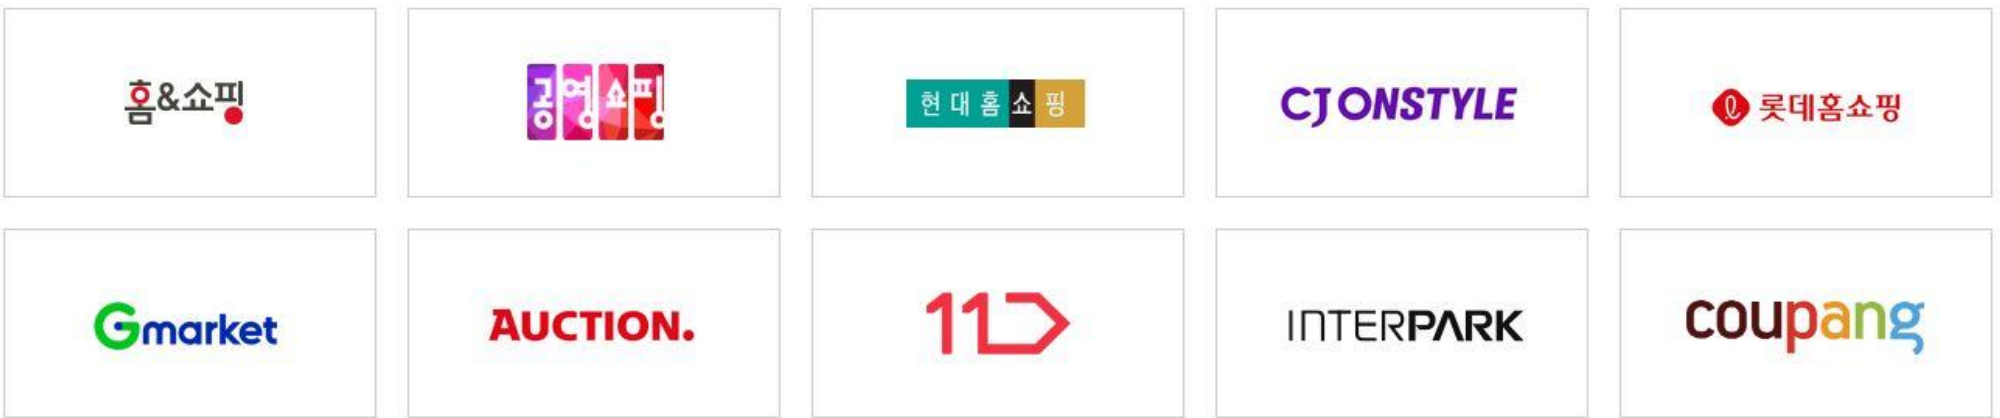 홈&쇼핑
공영쇼핑
현대홈쇼핑
CJ ONSTYLE
롯데홈쇼핑
Gmarket
AUCTION.
11
INTERPARK
coupang